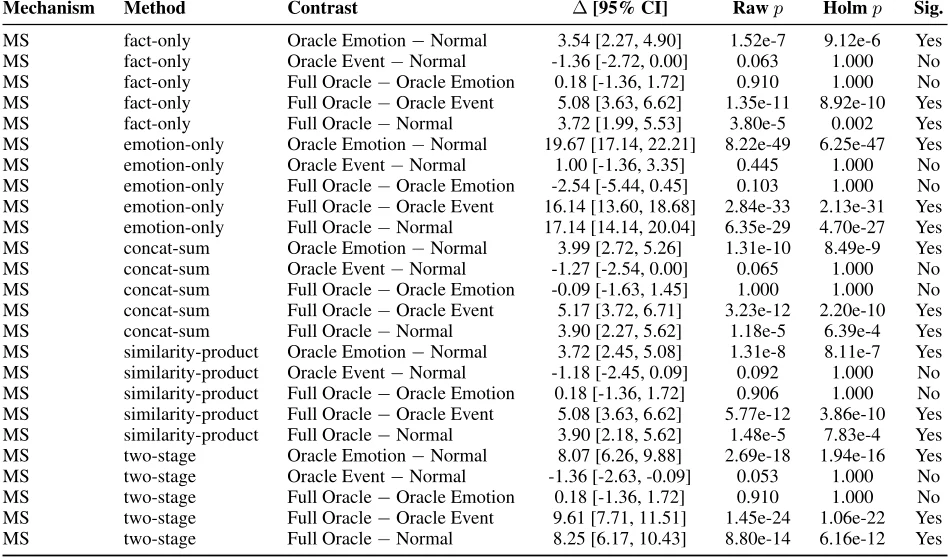 Mechanism Method Contrast Δ [95% CI] Raw p Holm p Sig.
MS fact-only Oracle Emotion − Normal 3.54 [2.27, 4.90] 1.52e-7 9.12e-6 Yes
MS fact-only Oracle Event − Normal -1.36 [-2.72, 0.00] 0.063 1.000 No
MS fact-only Full Oracle − Oracle Emotion 0.18 [-1.36, 1.72] 0.910 1.000 No
MS fact-only Full Oracle − Oracle Event 5.08 [3.63, 6.62] 1.35e-11 8.92e-10 Yes
MS fact-only Full Oracle − Normal 3.72 [1.99, 5.53] 3.80e-5 0.002 Yes
MS emotion-only Oracle Emotion − Normal 19.67 [17.14, 22.21] 8.22e-49 6.25e-47 Yes
MS emotion-only Oracle Event − Normal 1.00 [-1.36, 3.35] 0.445 1.000 No
MS emotion-only Full Oracle − Oracle Emotion -2.54 [-5.44, 0.45] 0.103 1.000 No
MS emotion-only Full Oracle − Oracle Event 16.14 [13.60, 18.68] 2.84e-33 2.13e-31 Yes
MS emotion-only Full Oracle − Normal 17.14 [14.14, 20.04] 6.35e-29 4.70e-27 Yes
MS concat-sum Oracle Emotion − Normal 3.99 [2.72, 5.26] 1.31e-10 8.49e-9 Yes
MS concat-sum Oracle Event − Normal -1.27 [-2.54, 0.00] 0.065 1.000 No
MS concat-sum Full Oracle − Oracle Emotion -0.09 [-1.63, 1.45] 1.000 1.000 No
MS concat-sum Full Oracle − Oracle Event 5.17 [3.72, 6.71] 3.23e-12 2.20e-10 Yes
MS concat-sum Full Oracle − Normal 3.90 [2.27, 5.62] 1.18e-5 6.39e-4 Yes
MS similarity-product Oracle Emotion − Normal 3.72 [2.45, 5.08] 1.31e-8 8.11e-7 Yes
MS similarity-product Oracle Event − Normal -1.18 [-2.45, 0.09] 0.092 1.000 No
MS similarity-product Full Oracle − Oracle Emotion 0.18 [-1.36, 1.72] 0.906 1.000 No
MS similarity-product Full Oracle − Oracle Event 5.08 [3.63, 6.62] 5.77e-12 3.86e-10 Yes
MS similarity-product Full Oracle − Normal 3.90 [2.18, 5.62] 1.48e-5 7.83e-4 Yes
MS two-stage Oracle Emotion − Normal 8.07 [6.26, 9.88] 2.69e-18 1.94e-16 Yes
MS two-stage Oracle Event − Normal -1.36 [-2.63, -0.09] 0.053 1.000 No
MS two-stage Full Oracle − Oracle Emotion 0.18 [-1.36, 1.72] 0.910 1.000 No
MS two-stage Full Oracle − Oracle Event 9.61 [7.71, 11.51] 1.45e-24 1.06e-22 Yes
MS two-stage Full Oracle − Normal 8.25 [6.17, 10.43] 8.80e-14 6.16e-12 Yes